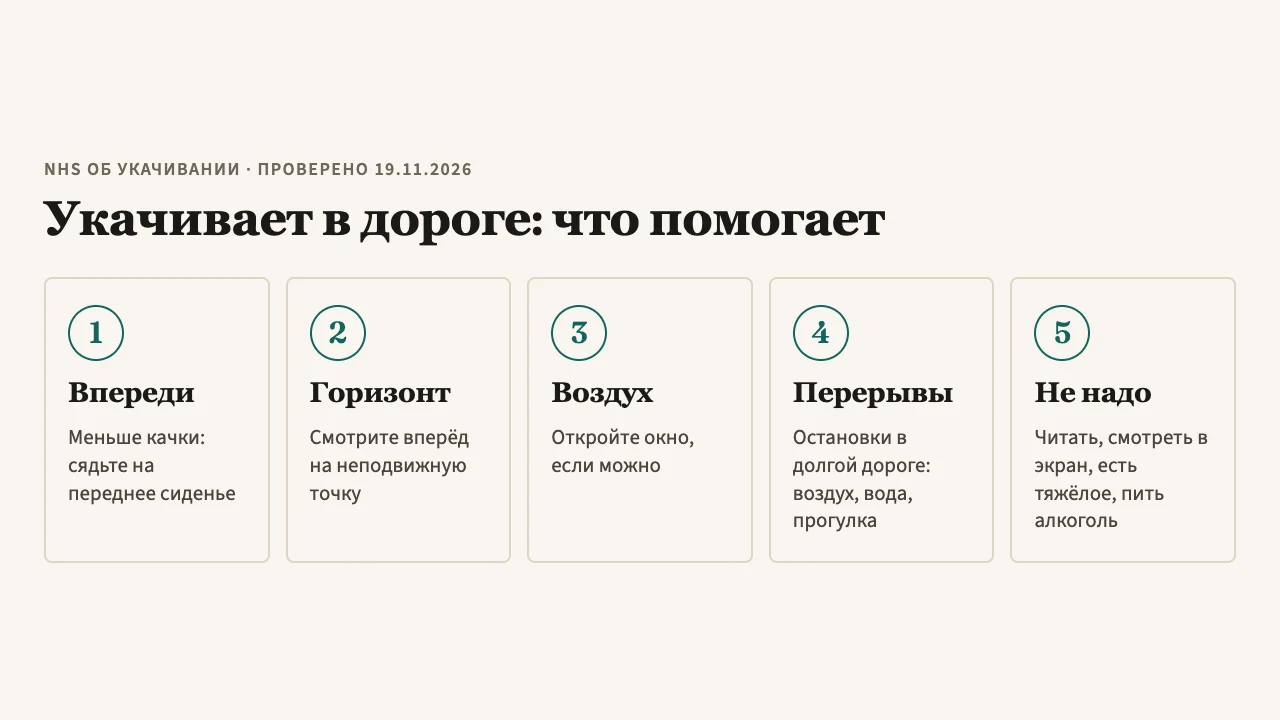 NHS ОБ УКАЧИВАНИИ · ПРОВЕРЕНО 19.11.2026
Укачивает в дороге: что помогает
1
Впереди
Меньше качки:
сядьте на
переднее сиденье
2
Горизонт
Смотрите вперёд
на неподвижную
точку
3
Воздух
Откройте окно,
если можно
4
Перерывы
Остановки в
долгой дороге:
воздух, вода,
прогулка
5
Не надо
Читать, смотреть в
экран, есть
тяжёлое, пить
алкоголь